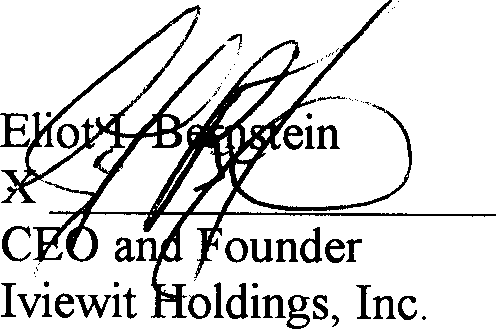 Eliot I. Bernstein
X
CEO and Founder
Iviewit Holdings, Inc.